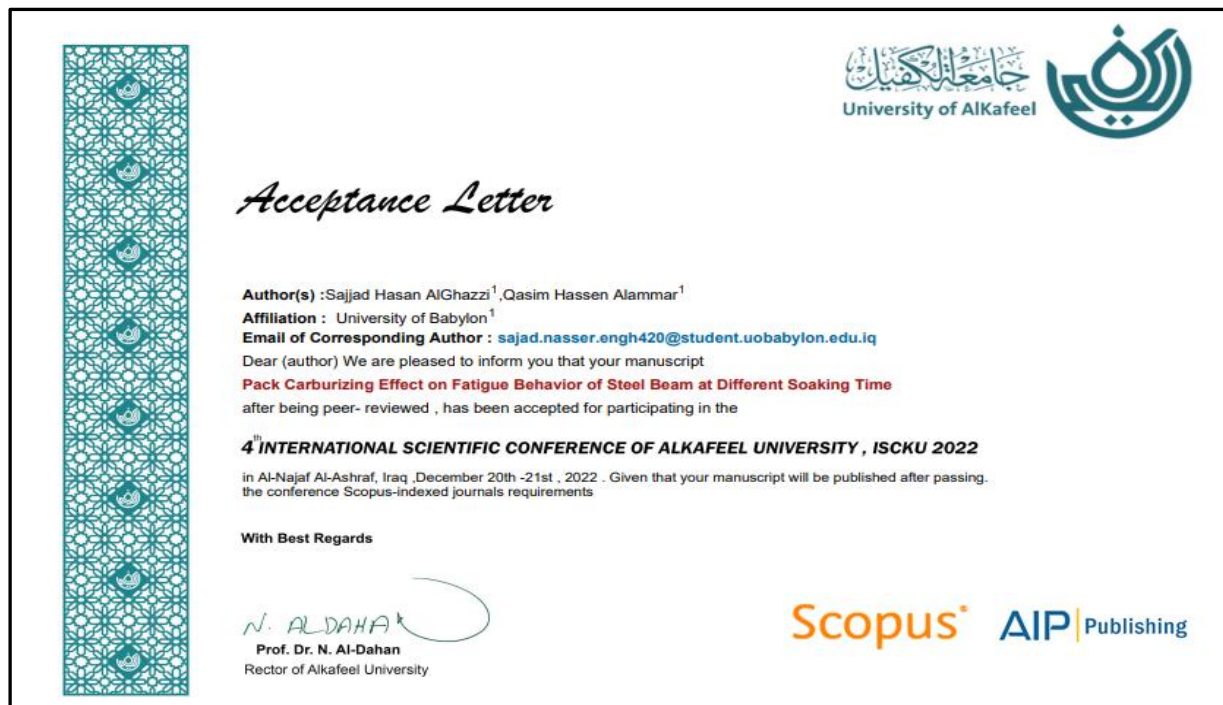 جامعة الكفيل
University of AlKafeel
الكفيل
Acceptance Letter
Author(s) :Sajjad Hasan AlGhazzi1,Qasim Hassen Alammar1
Affiliation : University of Babylon1
Email of Corresponding Author : sajad.nasser.engh420@student.uobabylon.edu.iq
Dear (author) We are pleased to inform you that your manuscript
Pack Carburizing Effect on Fatigue Behavior of Steel Beam at Different Soaking Time
after being peer- reviewed , has been accepted for participating in the
4th INTERNATIONAL SCIENTIFIC CONFERENCE OF ALKAFEEL UNIVERSITY , ISCKU 2022
in Al-Najaf Al-Ashraf, Iraq ,December 20th -21st , 2022 . Given that your manuscript will be published after passing.
the conference Scopus-indexed journals requirements
With Best Regards
N. ALDAHA
Prof. Dr. N. Al-Dahan
Rector of Alkafeel University
Scopus®
AIP Publishing